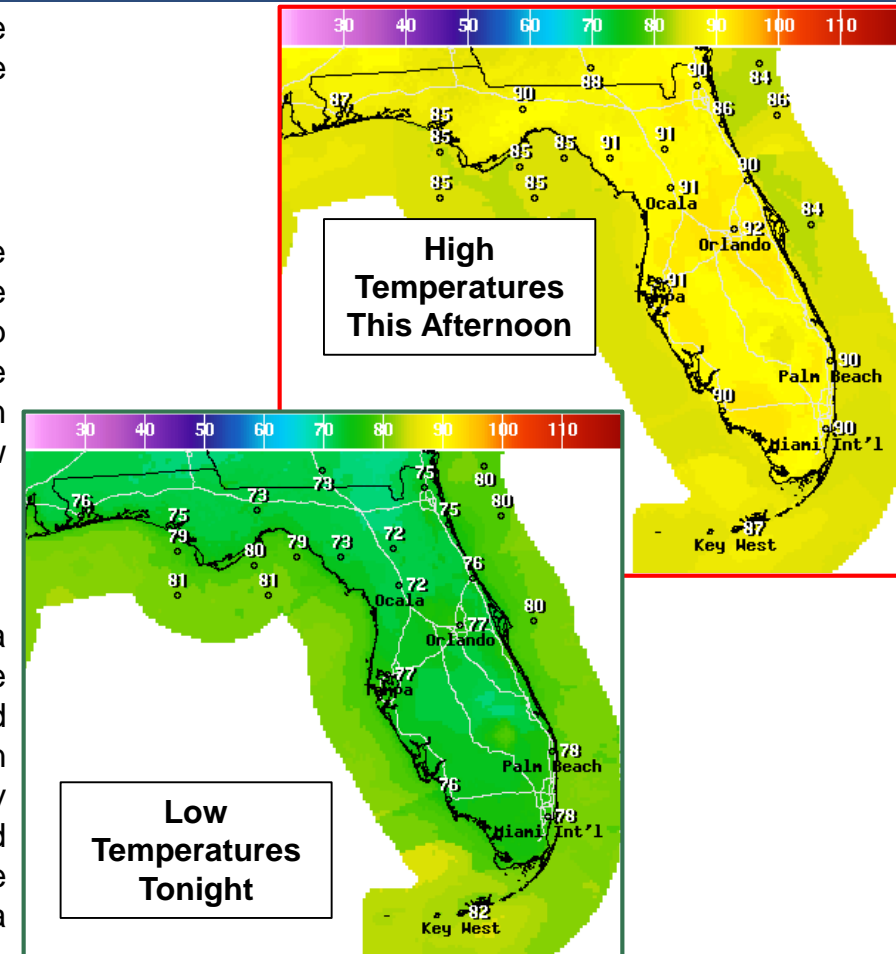 e
e
e
e
o
e
n
y
a
e
d
n
y
d
e
a
30 40 50 60 70 80 90 100 110
88 90 84
87 90 86 86
85
85 85 91 91
85 90
85 85 91
Ocala
92 84
Orlando
High
Temperatures
This Afternoon
91
Tampa
90
Palm Beach
90
90
Miami Int'l
87
Key West
30 40 50 60 70 80 90 100 110
73 75 80
76 73 75 80
75
79 80 79 73 72
76
81 81 72
Ocala
80
77
Orlando
77
Tampa
78
Palm Beach
76
78
Miami Int'l
Low
Temperatures
Tonight
82
Key West